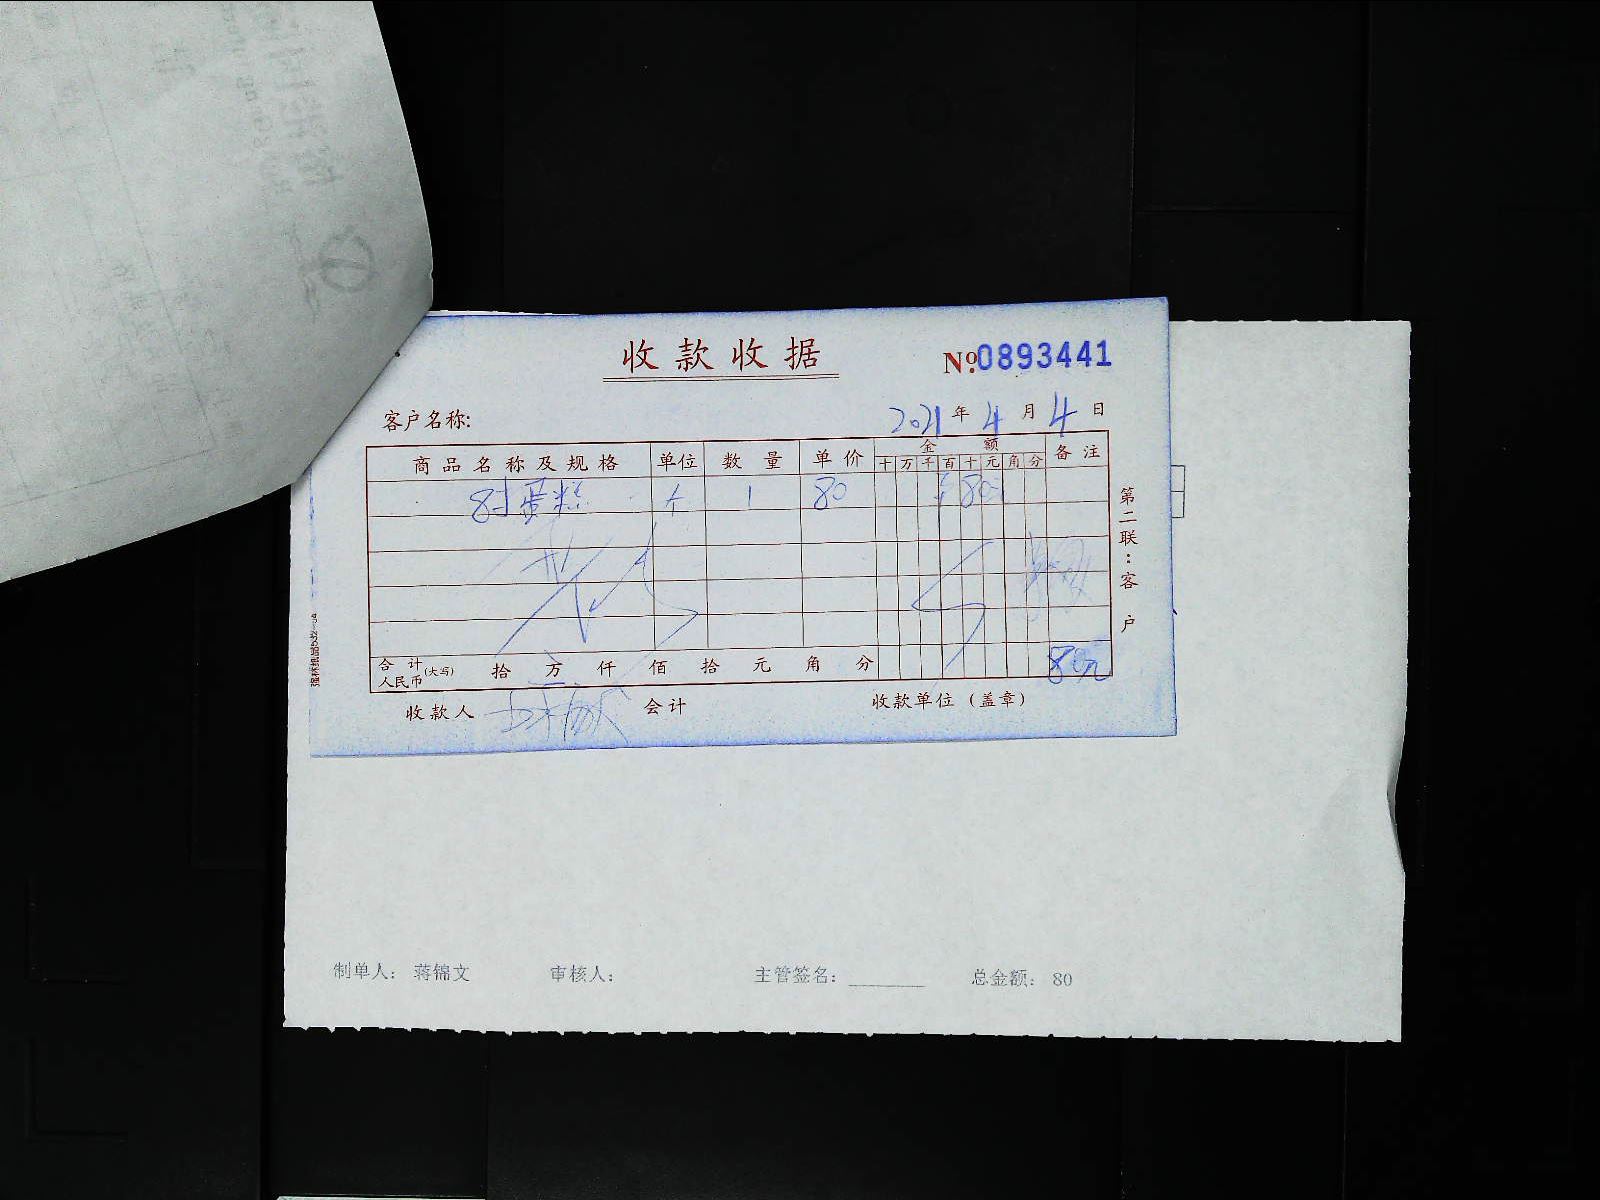 收款收据
№0893441
客户名称:
2021年4月4日
商品名称及规格 单位 数量 单价 金额 备注
十万千百十元角分
8寸蛋糕 个 1 80 ¥80
合计人民币(大写) 拾 万 仟 佰 拾 元 角 分 80元
收款人 会计 收款单位(盖章)
第二联:客户
制单人: 蒋锦文 审核人: 主管签名: 总金额: 80